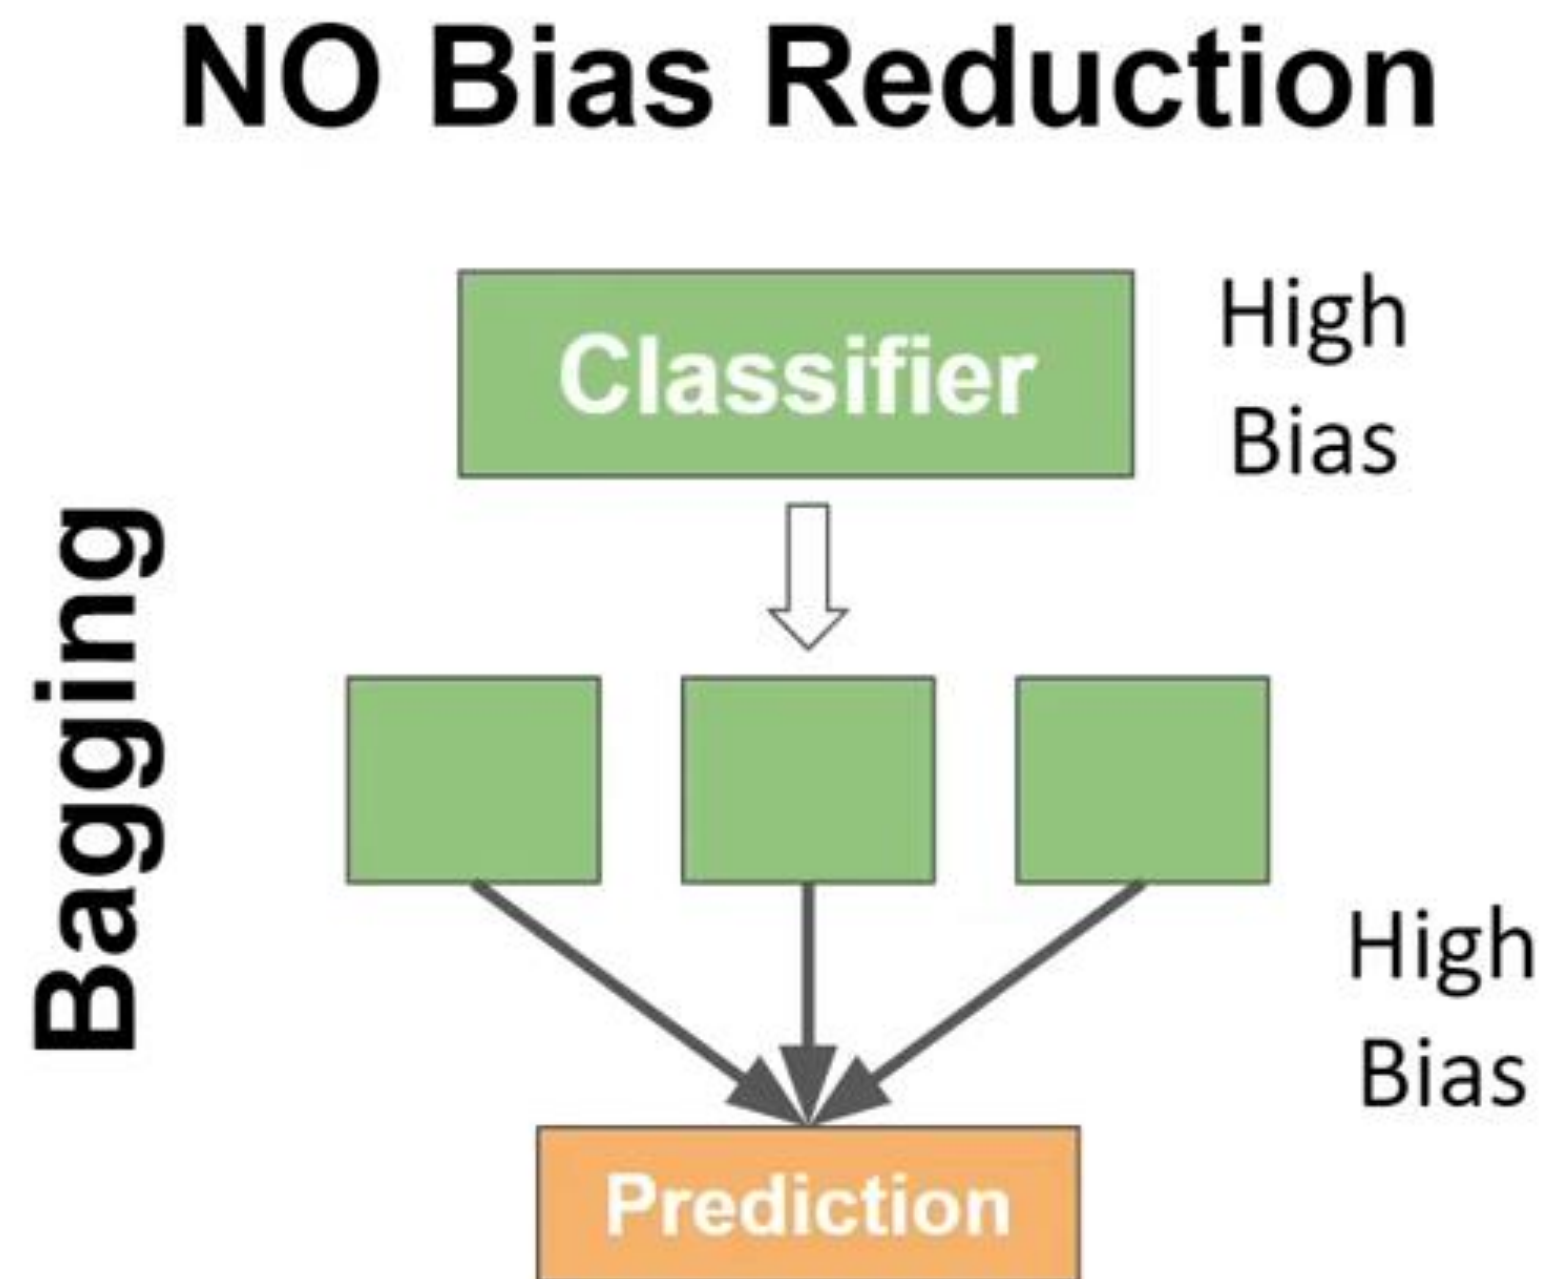 NO Bias Reduction
Classifier
High
Bias
Bagging
High
Bias
Prediction